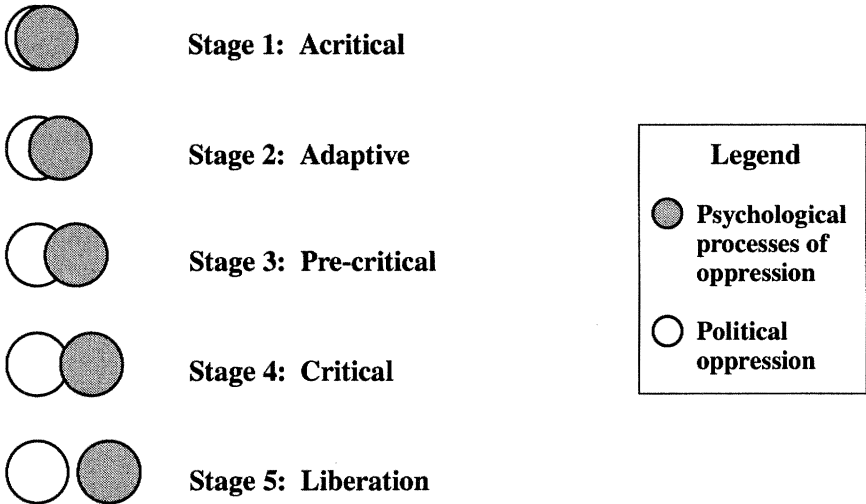 Stage 1: Acritical
Stage 2: Adaptive
Stage 3: Pre-critical
Stage 4: Critical
Stage 5: Liberation
Legend
Psychological
processes of
oppression
Political
oppression